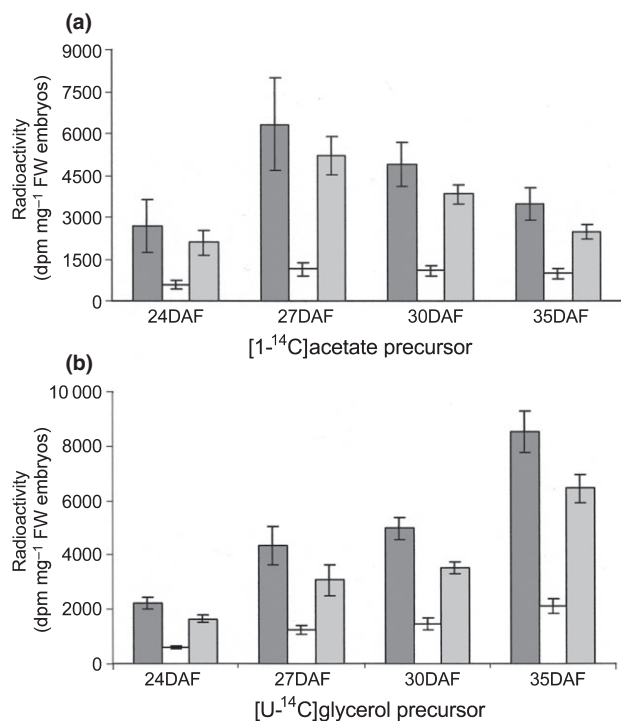 (a)
Radioactivity
(dpm mg⁻¹ FW embryos)
9000
7500
6000
4500
3000
1500
0
24DAF 27DAF 30DAF 35DAF
[1-¹⁴C]acetate precursor
(b)
Radioactivity
(dpm mg⁻¹ FW embryos)
10 000
8000
6000
4000
2000
0
24DAF 27DAF 30DAF 35DAF
[U-¹⁴C]glycerol precursor